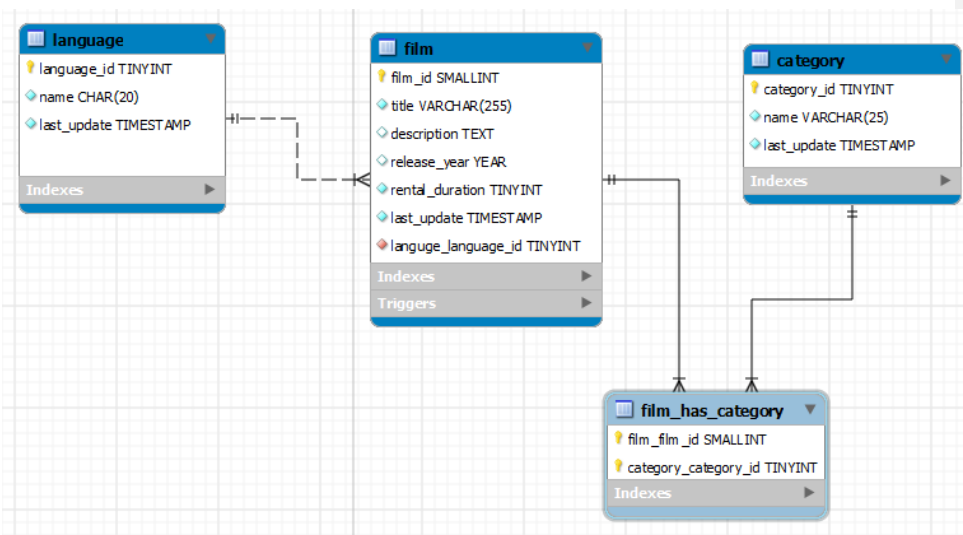 language
language_id TINYINT
name CHAR(20)
last_update TIMESTAMP
Indexes
film
film_id SMALLINT
title VARCHAR(255)
description TEXT
release_year YEAR
rental_duration TINYINT
last_update TIMESTAMP
languge_language_id TINYINT
Indexes
Triggers
category
category_id TINYINT
name VARCHAR(25)
last_update TIMESTAMP
Indexes
film_has_category
film_film_id SMALLINT
category_category_id TINYINT
Indexes